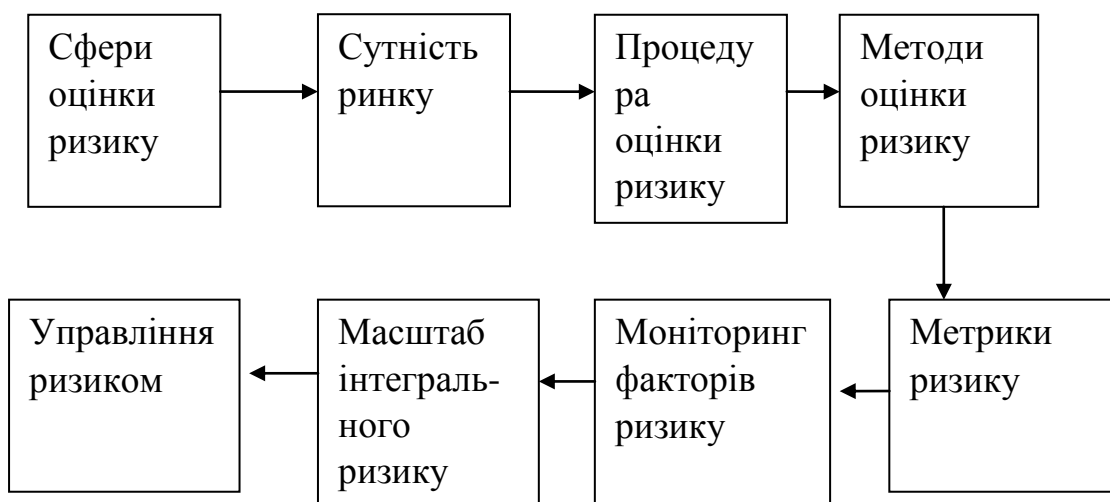 Сфери
оцінки
ризику
Сутність
ринку
Процеду
ра
оцінки
ризику
Методи
оцінки
ризику
Управління
ризиком
Масштаб
інтеграль-
ного
ризику
Моніторинг
факторів
ризику
Метрики
ризику